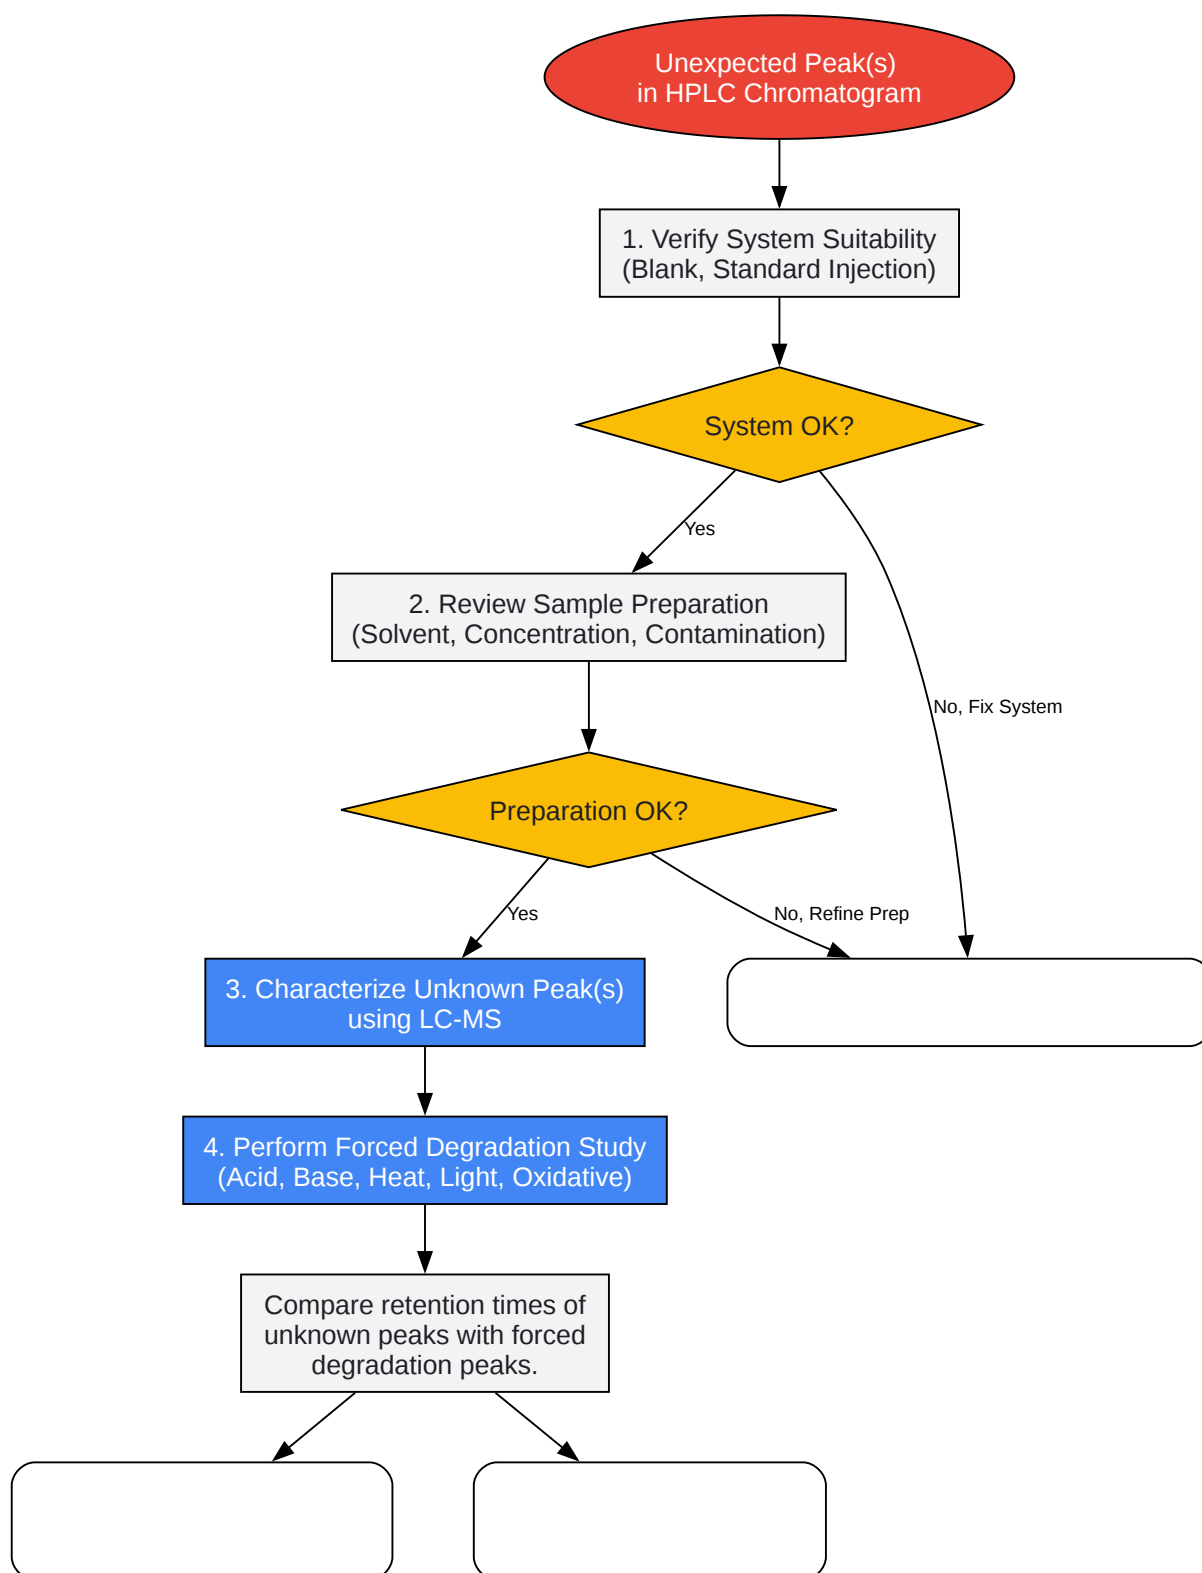 Unexpected Peak(s)
in HPLC Chromatogram
1. Verify System Suitability
(Blank, Standard Injection)
System OK?
Yes
2. Review Sample Preparation
(Solvent, Concentration, Contamination)
No, Fix System
Preparation OK?
Yes
No, Refine Prep
3. Characterize Unknown Peak(s)
using LC-MS
4. Perform Forced Degradation Study
(Acid, Base, Heat, Light, Oxidative)
Compare retention times of
unknown peaks with forced
degradation peaks.